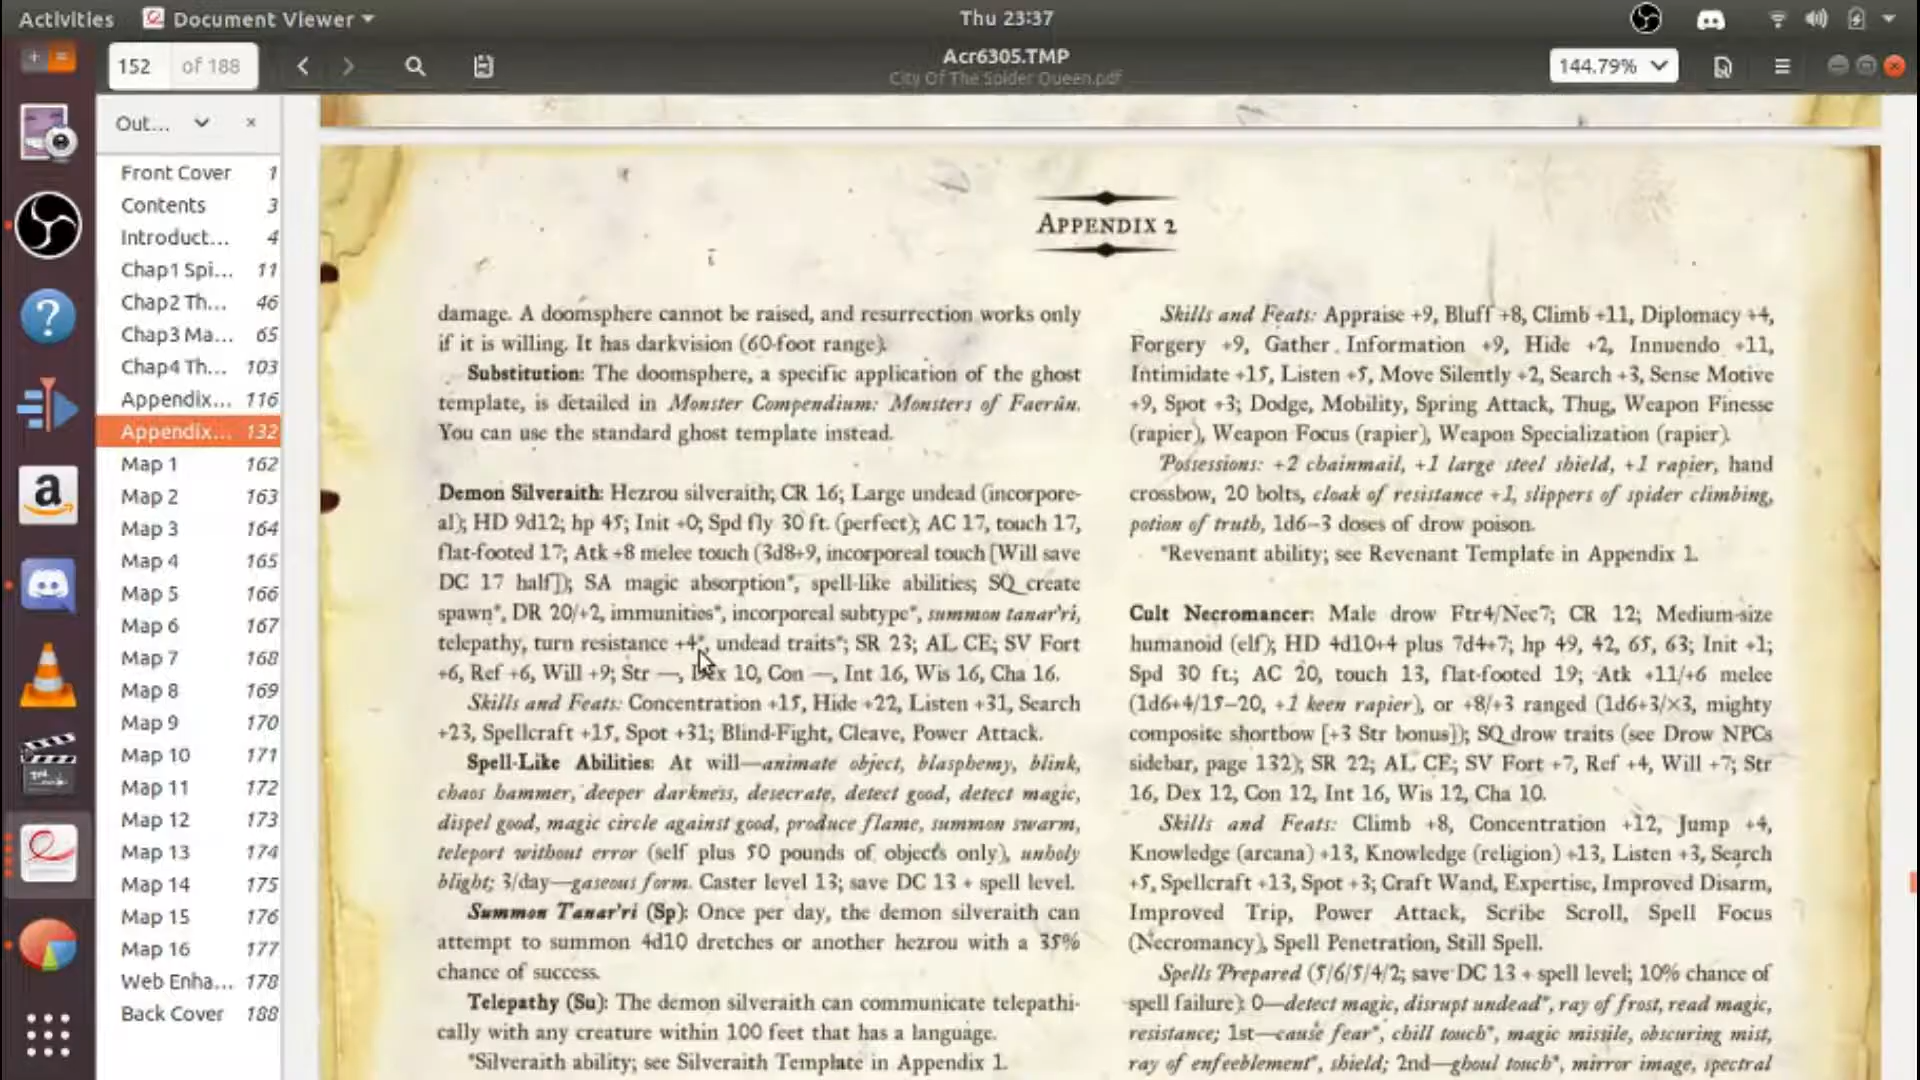 Activities
Document Viewer
Thu 23:37
152 of 188
Acr6305.TMP
City Of The Spider Queen.pdf
144.79%
Out...
Front Cover 1
Contents 3
Introduct... 4
Chap1 Spi... 11
Chap2 Th... 46
Chap3 Ma... 65
Chap4 Th... 103
Appendix... 116
Appendix... 132
Map 1 162
Map 2 163
Map 3 164
Map 4 165
Map 5 166
Map 6 167
Map 7 168
Map 8 169
Map 9 170
Map 10 171
Map 11 172
Map 12 173
Map 13 174
Map 14 175
Map 15 176
Map 16 177
Web Enha... 178
Back Cover 188
APPENDIX 2
damage. A doomsphere cannot be raised, and resurrection works only
if it is willing. It has darkvision (60-foot range).
Substitution: The doomsphere, a specific application of the ghost
template, is detailed in Monster Compendium: Monsters of Faerûn.
You can use the standard ghost template instead.
Demon Silveraith: Hezrou silveraith; CR 16; Large undead (incorpore-
al); HD 9d12; hp 45; Init +0; Spd fly 30 ft. (perfect); AC 17, touch 17,
flat-footed 17; Atk +8 melee touch (3d8+9, incorporeal touch [Will save
DC 17 half]); SA magic absorption*, spell-like abilities; SQ create
spawn*, DR 20/+2, immunities*, incorporeal subtype*, summon tanar'ri,
telepathy, turn resistance +4*, undead traits*; SR 23; AL CE; SV Fort
+6, Ref +6, Will +9; Str —, Dex 10, Con —, Int 16, Wis 16, Cha 16.
Skills and Feats: Concentration +15, Hide +22, Listen +31, Search
+23, Spellcraft +15, Spot +31; Blind-Fight, Cleave, Power Attack.
Spell-Like Abilities: At will—animate object, blasphemy, blink,
chaos hammer, deeper darkness, desecrate, detect good, detect magic,
dispel good, magic circle against good, produce flame, summon swarm,
teleport without error (self plus 50 pounds of objects only), unholy
blight; 3/day—gaseous form. Caster level 13; save DC 13 + spell level.
Summon Tanar'ri (Sp): Once per day, the demon silveraith can
attempt to summon 4d10 dretches or another hezrou with a 35%
chance of success.
Telepathy (Su): The demon silveraith can communicate telepathi-
cally with any creature within 100 feet that has a language.
*Silveraith ability; see Silveraith Template in Appendix 1.
Skills and Feats: Appraise +9, Bluff +8, Climb +11, Diplomacy +4,
Forgery +9, Gather Information +9, Hide +2, Innuendo +11,
Intimidate +15, Listen +5, Move Silently +2, Search +3, Sense Motive
+9, Spot +3; Dodge, Mobility, Spring Attack, Thug, Weapon Finesse
(rapier), Weapon Focus (rapier), Weapon Specialization (rapier).
Possessions: +2 chainmail, +1 large steel shield, +1 rapier, hand
crossbow, 20 bolts, cloak of resistance +1, slippers of spider climbing,
potion of truth, 1d6–3 doses of drow poison.
*Revenant ability; see Revenant Template in Appendix 1.
Cult Necromancer: Male drow Ftr4/Nec7; CR 12; Medium-size
humanoid (elf); HD 4d10+4 plus 7d4+7; hp 49, 42, 65, 63; Init +1;
Spd 30 ft.; AC 20, touch 13, flat-footed 19; Atk +11/+6 melee
(1d6+4/15–20, +1 keen rapier), or +8/+3 ranged (1d6+3/×3, mighty
composite shortbow [+3 Str bonus]); SQ drow traits (see Drow NPCs
sidebar, page 132); SR 22; AL CE; SV Fort +7, Ref +4, Will +7; Str
16, Dex 12, Con 12, Int 16, Wis 12, Cha 10.
Skills and Feats: Climb +8, Concentration +12, Jump +4,
Knowledge (arcana) +13, Knowledge (religion) +13, Listen +3, Search
+5, Spellcraft +13, Spot +3; Craft Wand, Expertise, Improved Disarm,
Improved Trip, Power Attack, Scribe Scroll, Spell Focus
(Necromancy), Spell Penetration, Still Spell.
Spells Prepared (5/6/5/4/2; save DC 13 + spell level; 10% chance of
spell failure): 0—detect magic, disrupt undead*, ray of frost, read magic,
resistance; 1st—cause fear*, chill touch*, magic missile, obscuring mist,
ray of enfeeblement*, shield; 2nd—ghoul touch*, mirror image, spectral